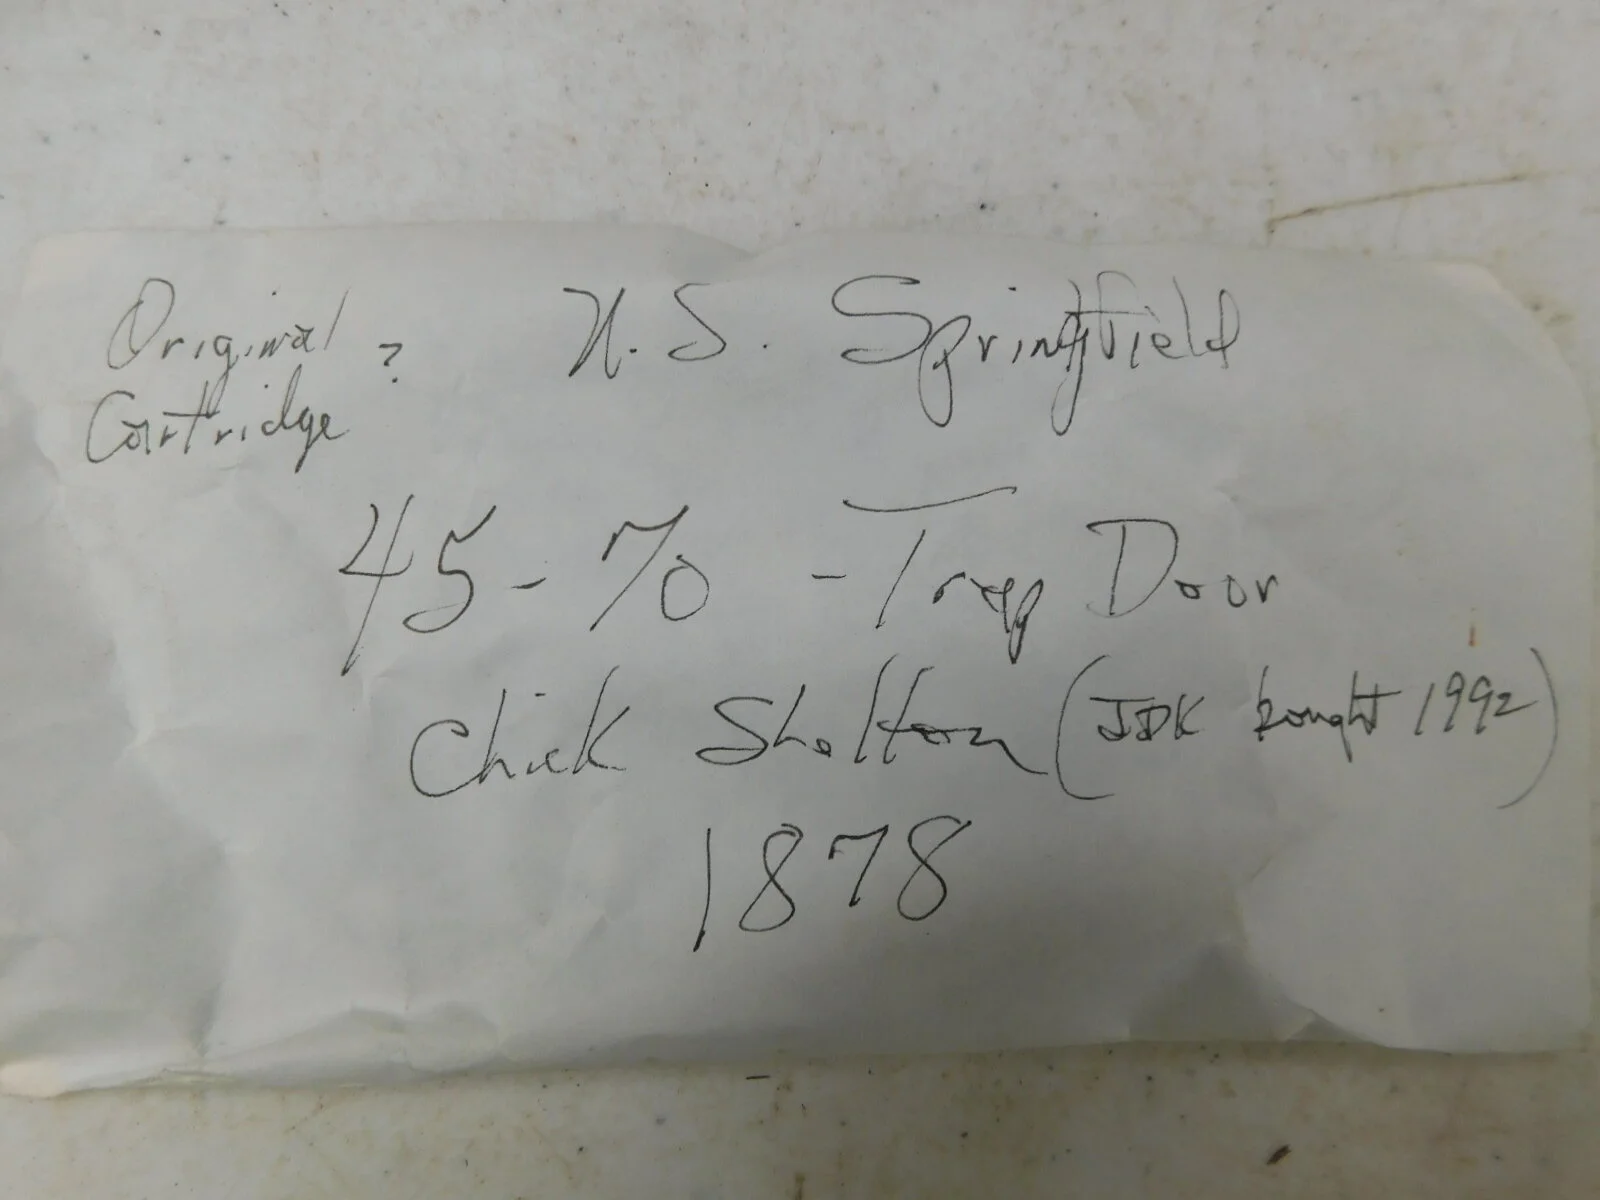 Original
Cartridge ?
U.S. Springfield
45-70 - Trap Door
Chick Shelton (JDK bought 1992)
1878